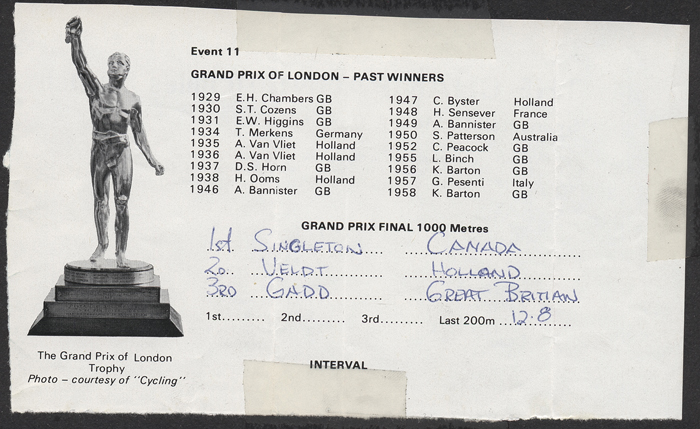 Event 11
GRAND PRIX OF LONDON – PAST WINNERS
1929 E.H. Chambers GB
1930 S.T. Cozens GB
1931 E.W. Higgins GB
1934 T. Merkens Germany
1935 A. Van Vliet Holland
1936 A. Van Vliet Holland
1937 D.S. Horn GB
1938 H. Ooms Holland
1946 A. Bannister GB
1947 C. Byster Holland
1948 H. Sensever France
1949 A. Bannister GB
1950 S. Patterson Australia
1952 C. Peacock GB
1955 L. Binch GB
1956 K. Barton GB
1957 G. Pesenti Italy
1958 K. Barton GB
GRAND PRIX FINAL 1000 Metres
1st SINGLETON CANADA
2D VELDT HOLLAND
3RD GADD GREAT BRITIAN
1st......... 2nd......... 3rd......... Last 200m ...12.8...
INTERVAL
The Grand Prix of London
Trophy
Photo – courtesy of "Cycling"